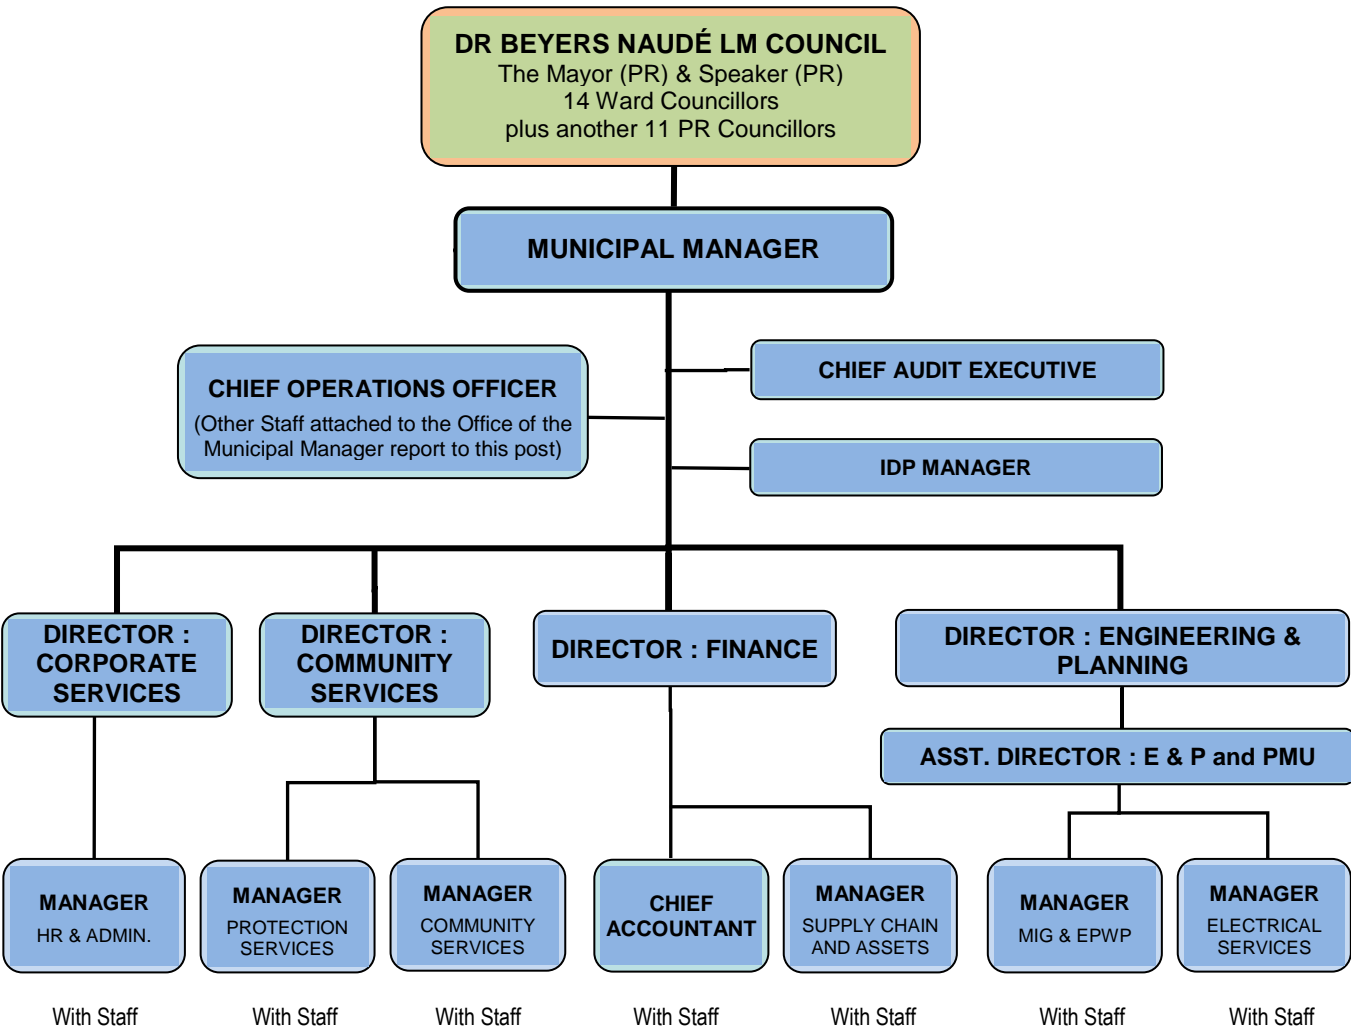 DR BEYERS NAUDÉ LM COUNCIL
The Mayor (PR) & Speaker (PR)
14 Ward Councillors
plus another 11 PR Councillors
MUNICIPAL MANAGER
CHIEF OPERATIONS OFFICER
(Other Staff attached to the Office of the
Municipal Manager report to this post)
CHIEF AUDIT EXECUTIVE
IDP MANAGER
DIRECTOR :
CORPORATE
SERVICES
DIRECTOR :
COMMUNITY
SERVICES
DIRECTOR : FINANCE
DIRECTOR : ENGINEERING &
PLANNING
ASST. DIRECTOR : E & P and PMU
MANAGER
HR & ADMIN.
MANAGER
PROTECTION
SERVICES
MANAGER
COMMUNITY
SERVICES
CHIEF
ACCOUNTANT
MANAGER
SUPPLY CHAIN
AND ASSETS
MANAGER
MIG & EPWP
MANAGER
ELECTRICAL
SERVICES
With Staff
With Staff
With Staff
With Staff
With Staff
With Staff
With Staff